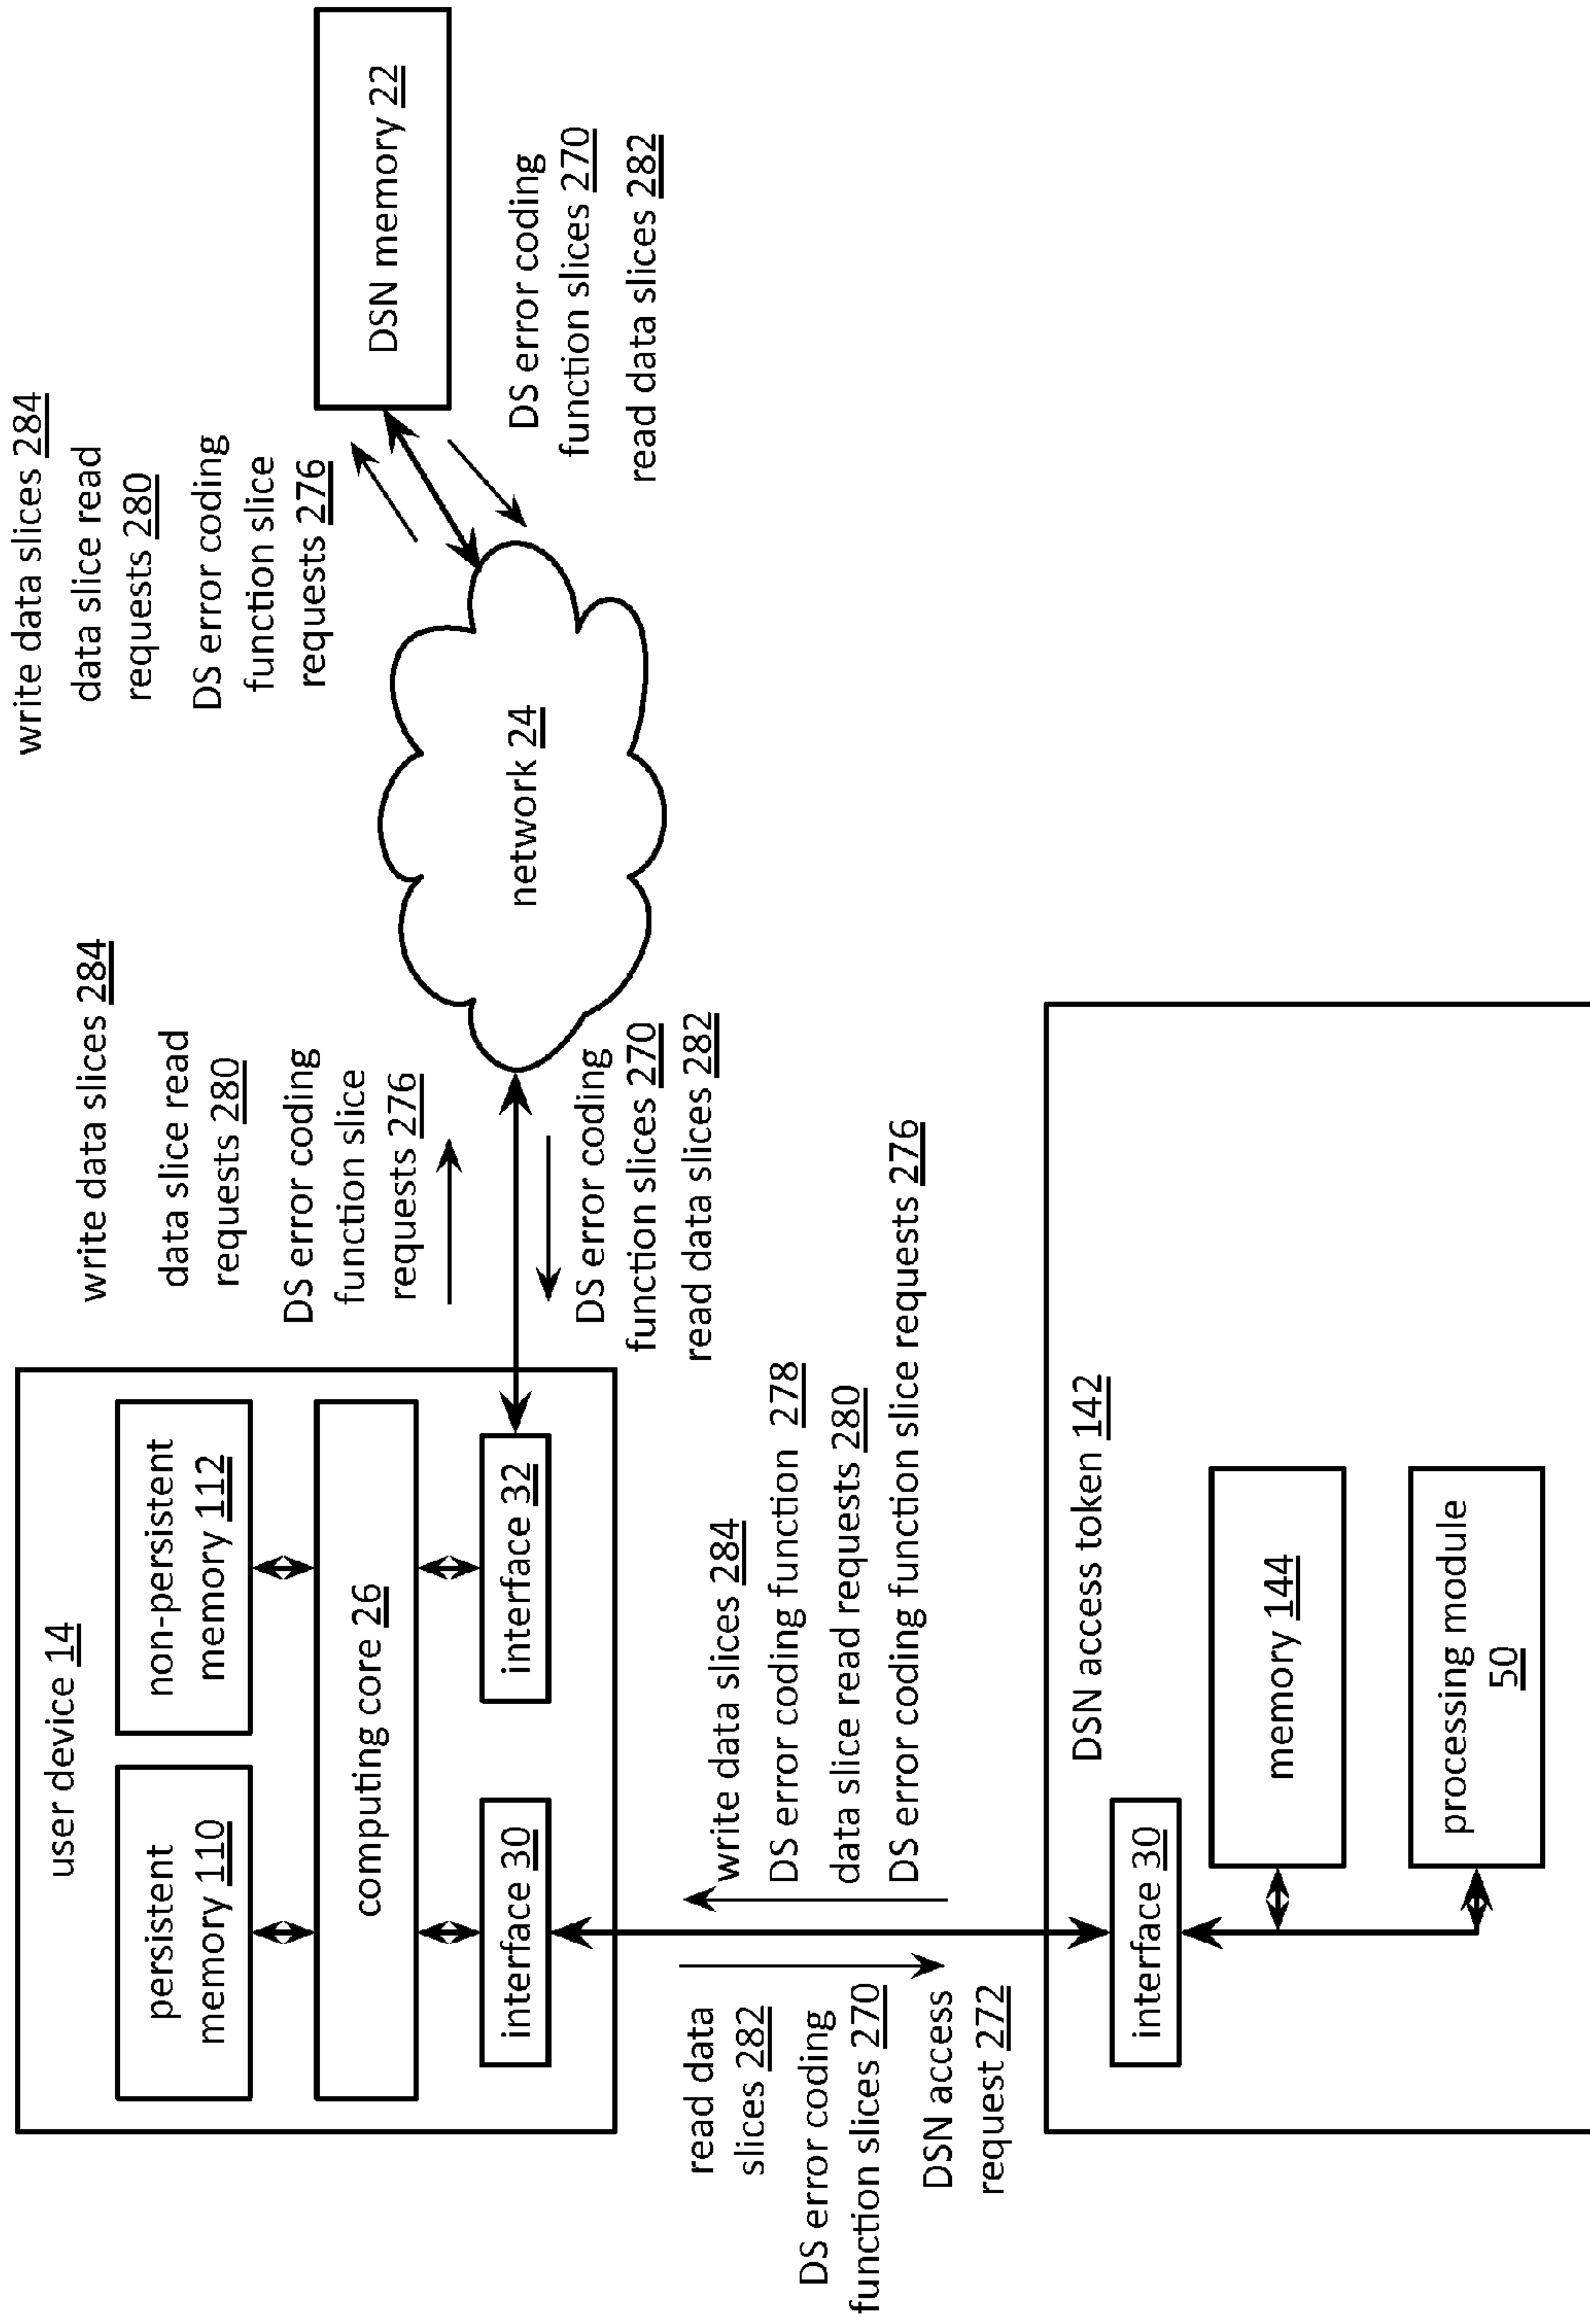 user device 14
persistent
memory 110
non-persistent
memory 112
computing core 26
interface 30
interface 32
write data slices 284
data slice read
requests 280
DS error coding
function slice
requests 276
DS error coding
function slices 270
read data slices 282
network 24
write data slices 284
data slice read
requests 280
DS error coding
function slice
requests 276
DSN memory 22
DS error coding
function slices 270
read data slices 282
read data
slices 282
DS error coding
function slices 270
DSN access
request 272
write data slices 284
DS error coding function 278
data slice read requests 280
DS error coding function slice requests 276
DSN access token 142
interface 30
memory 144
processing module
50